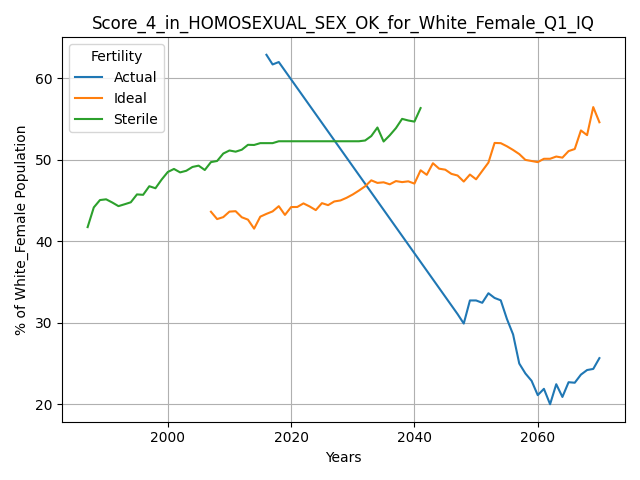 Score_4_in_HOMOSEXUAL_SEX_OK_for_White_Female_Q1_IQ
Fertility
Actual
Ideal
Sterile
% of White_Female Population
60
50
40
30
20
2000
2020
2040
2060
Years